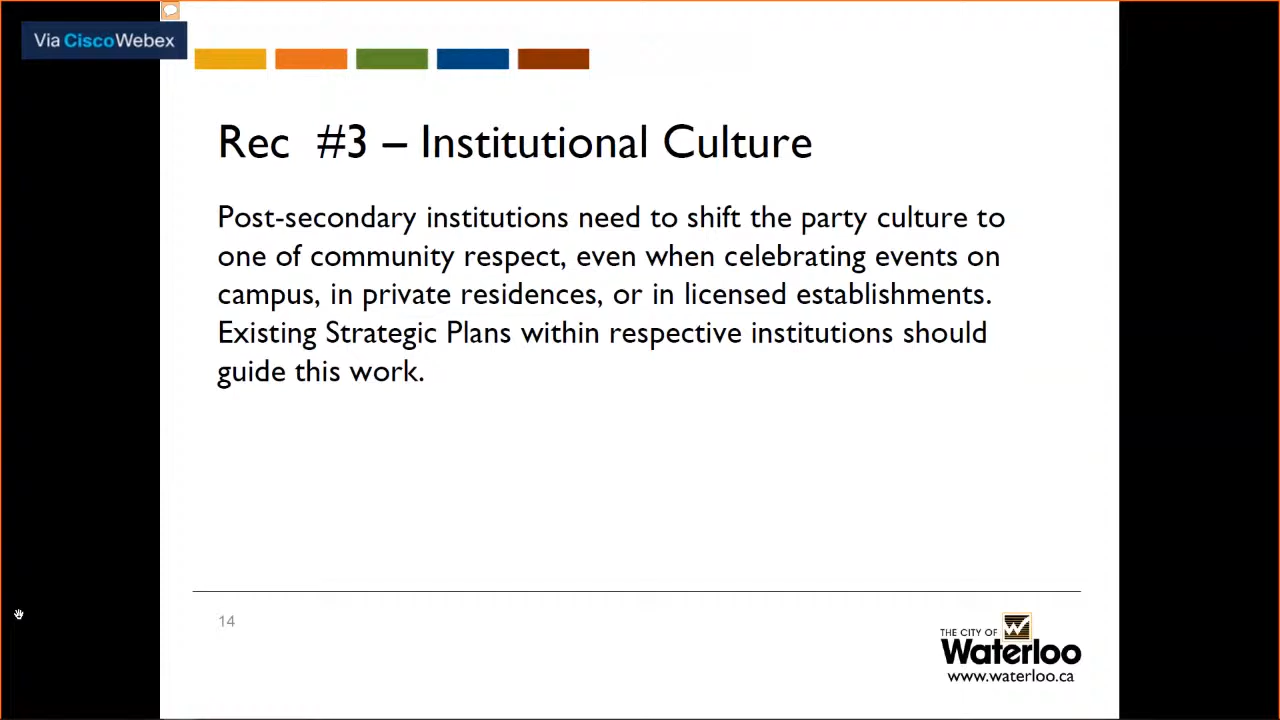 Via CiscoWebex
Rec #3 – Institutional Culture
Post-secondary institutions need to shift the party culture to
one of community respect, even when celebrating events on
campus, in private residences, or in licensed establishments.
Existing Strategic Plans within respective institutions should
guide this work.
14
THE CITY OF
Waterloo
www.waterloo.ca